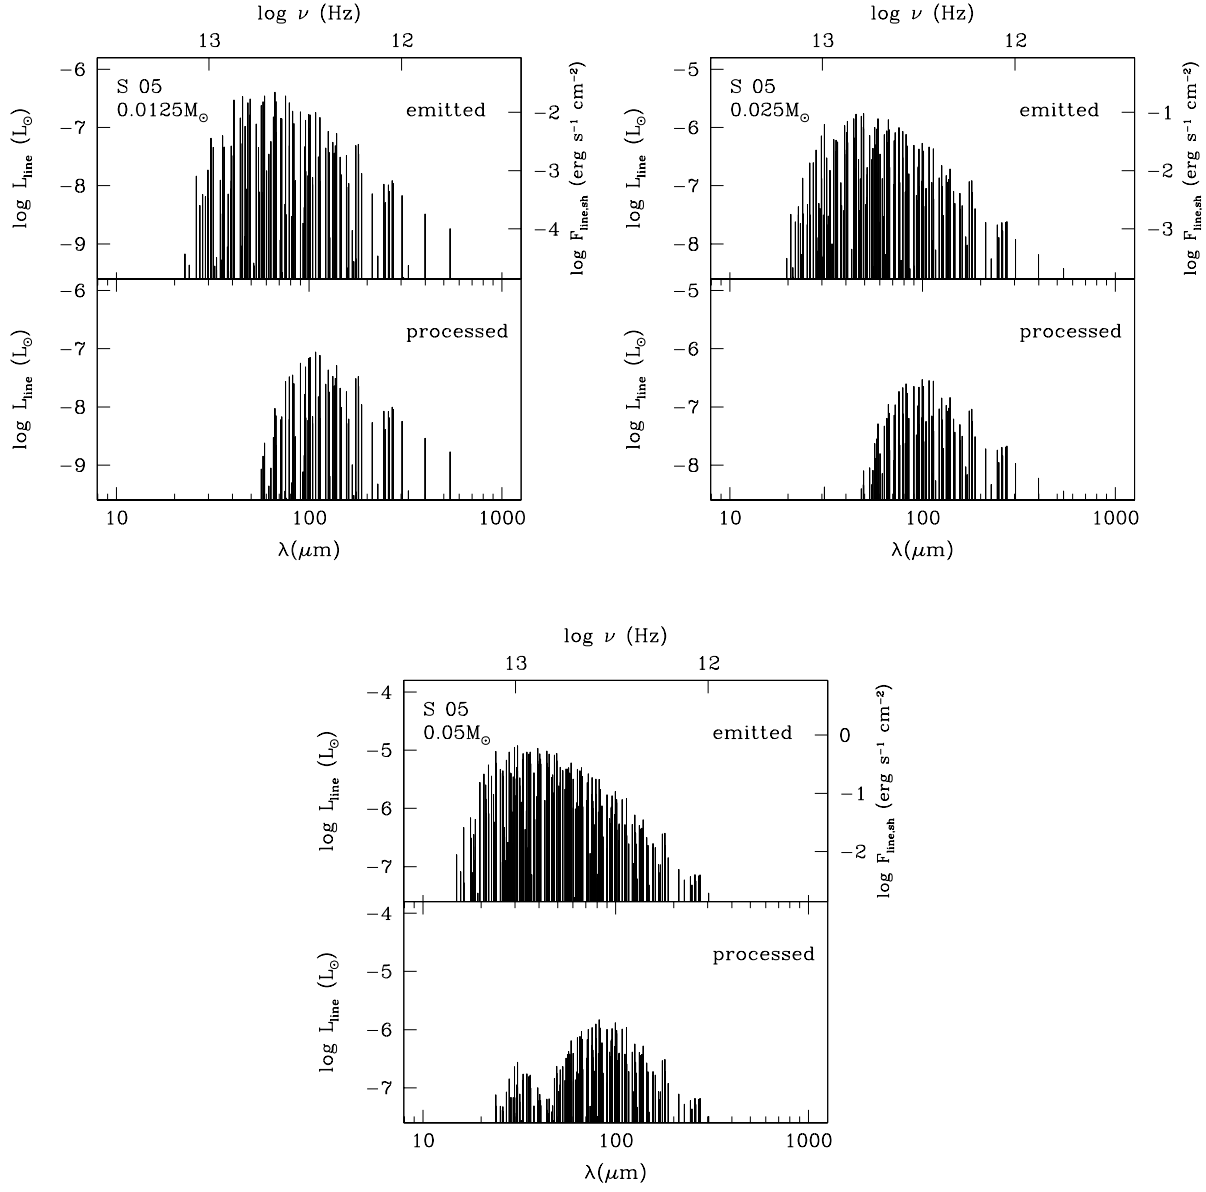 log ν (Hz)
13 12
S 05
0.0125M⊙
emitted
−6
−7
−8
−9
log L_line (L⊙)
−2
−3
−4
log F_line,sh (erg s⁻¹ cm⁻²)
processed
−6
−7
−8
−9
log L_line (L⊙)
10 100 1000
λ(μm)
log ν (Hz)
13 12
S 05
0.025M⊙
emitted
−5
−6
−7
−8
log L_line (L⊙)
−1
−2
−3
log F_line,sh (erg s⁻¹ cm⁻²)
processed
−5
−6
−7
−8
log L_line (L⊙)
10 100 1000
λ(μm)
log ν (Hz)
13 12
S 05
0.05M⊙
emitted
−4
−5
−6
−7
log L_line (L⊙)
0
−1
−2
log F_line,sh (erg s⁻¹ cm⁻²)
processed
−4
−5
−6
−7
log L_line (L⊙)
10 100 1000
λ(μm)